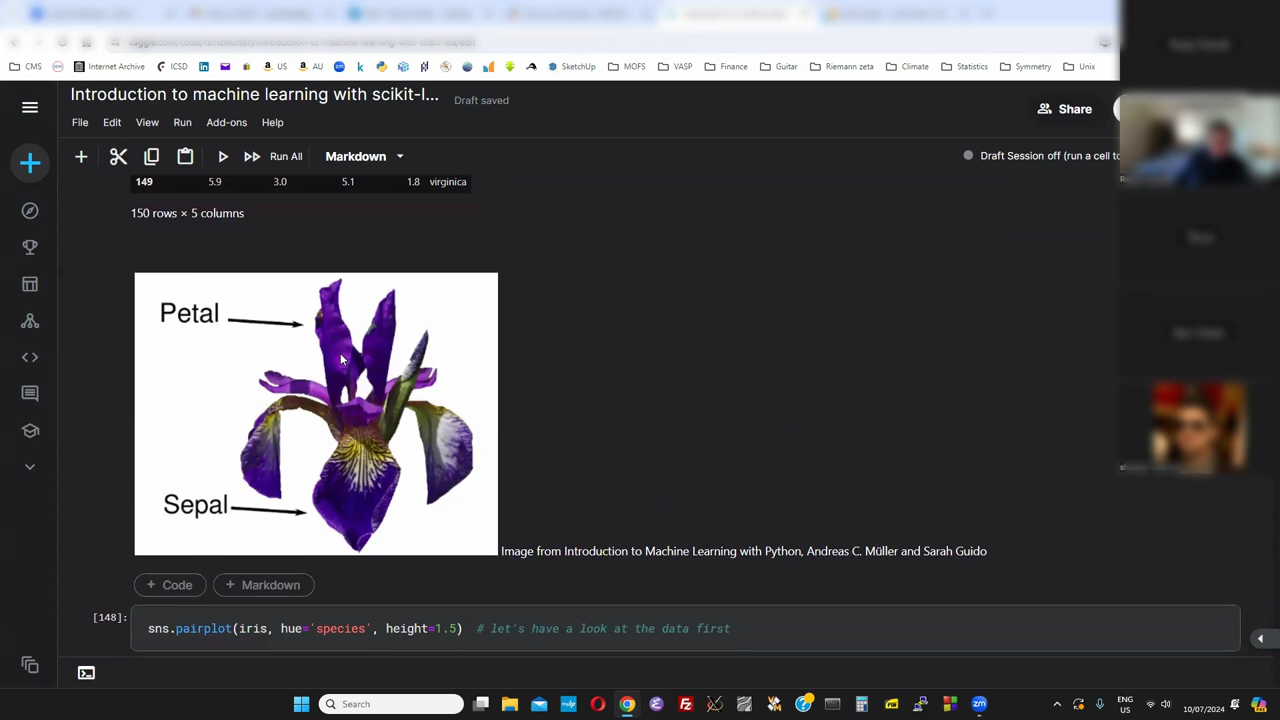 CMS
Internet Archive
ICSD
US
AU
SketchUp
MOFS
VASP
Finance
Guitar
Riemann zeta
Climate
Statistics
Symmetry
Unix
Introduction to machine learning with scikit-l...
Draft saved
Share
File Edit View Run Add-ons Help
Run All
Markdown
Draft Session off (run a cell to
149 5.9 3.0 5.1 1.8 virginica
150 rows × 5 columns
Petal
Sepal
Image from Introduction to Machine Learning with Python, Andreas C. Müller and Sarah Guido
+ Code
+ Markdown
[148]:
sns.pairplot(iris, hue='species', height=1.5) # let's have a look at the data first
Search
ENG
US
10/07/2024